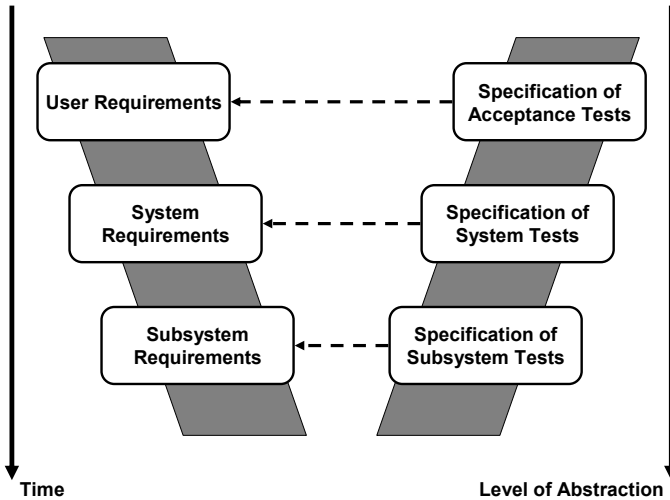 User Requirements
Specification of
Acceptance Tests
System
Requirements
Specification of
System Tests
Subsystem
Requirements
Specification of
Subsystem Tests
Time
Level of Abstraction